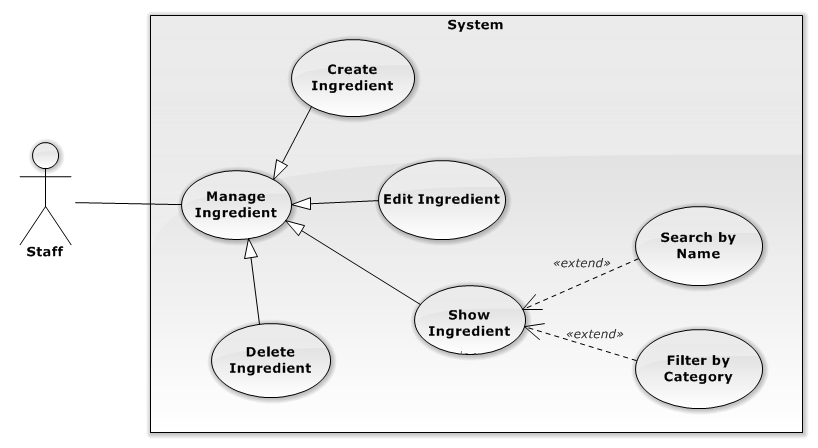 System
Create
Ingredient
Manage
Ingredient
Edit Ingredient
Staff
Search by
Name
«extend»
Show
Ingredient
«extend»
Delete
Ingredient
Filter by
Category